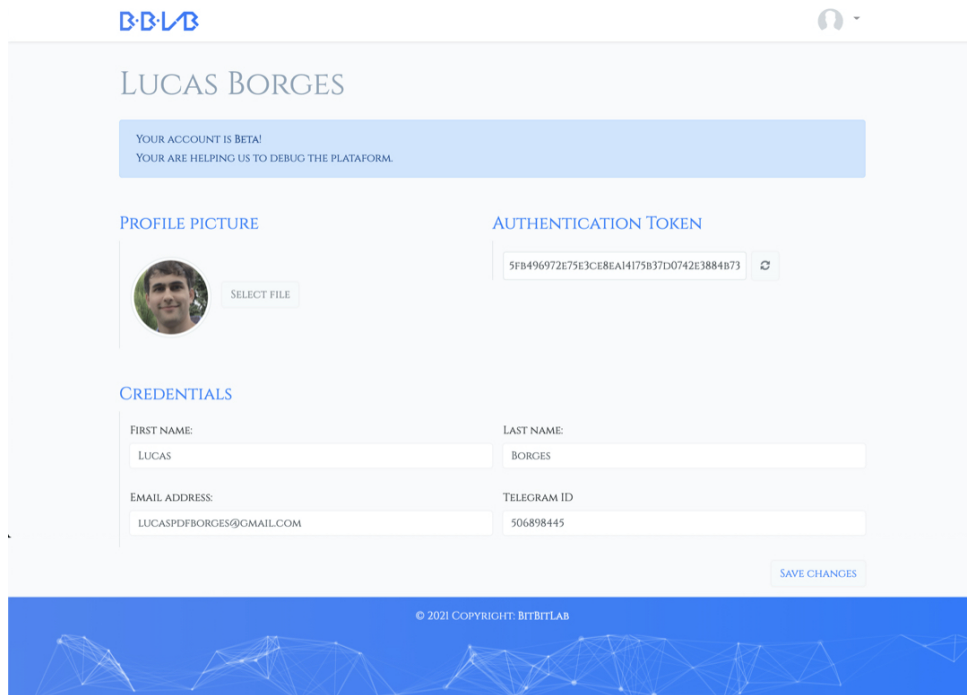 B·B·LAB
Lucas Borges
Your account is Beta!
Your are helping us to debug the plataform.
Profile picture
Authentication Token
5fb496972e75e3ce8ea14175b37d0742e3884b73
Select file
Credentials
First name:
Last name:
Lucas
Borges
Email address:
Telegram ID
lucaspdfborges@gmail.com
506898445
Save changes
© 2021 Copyright: BitBitLab